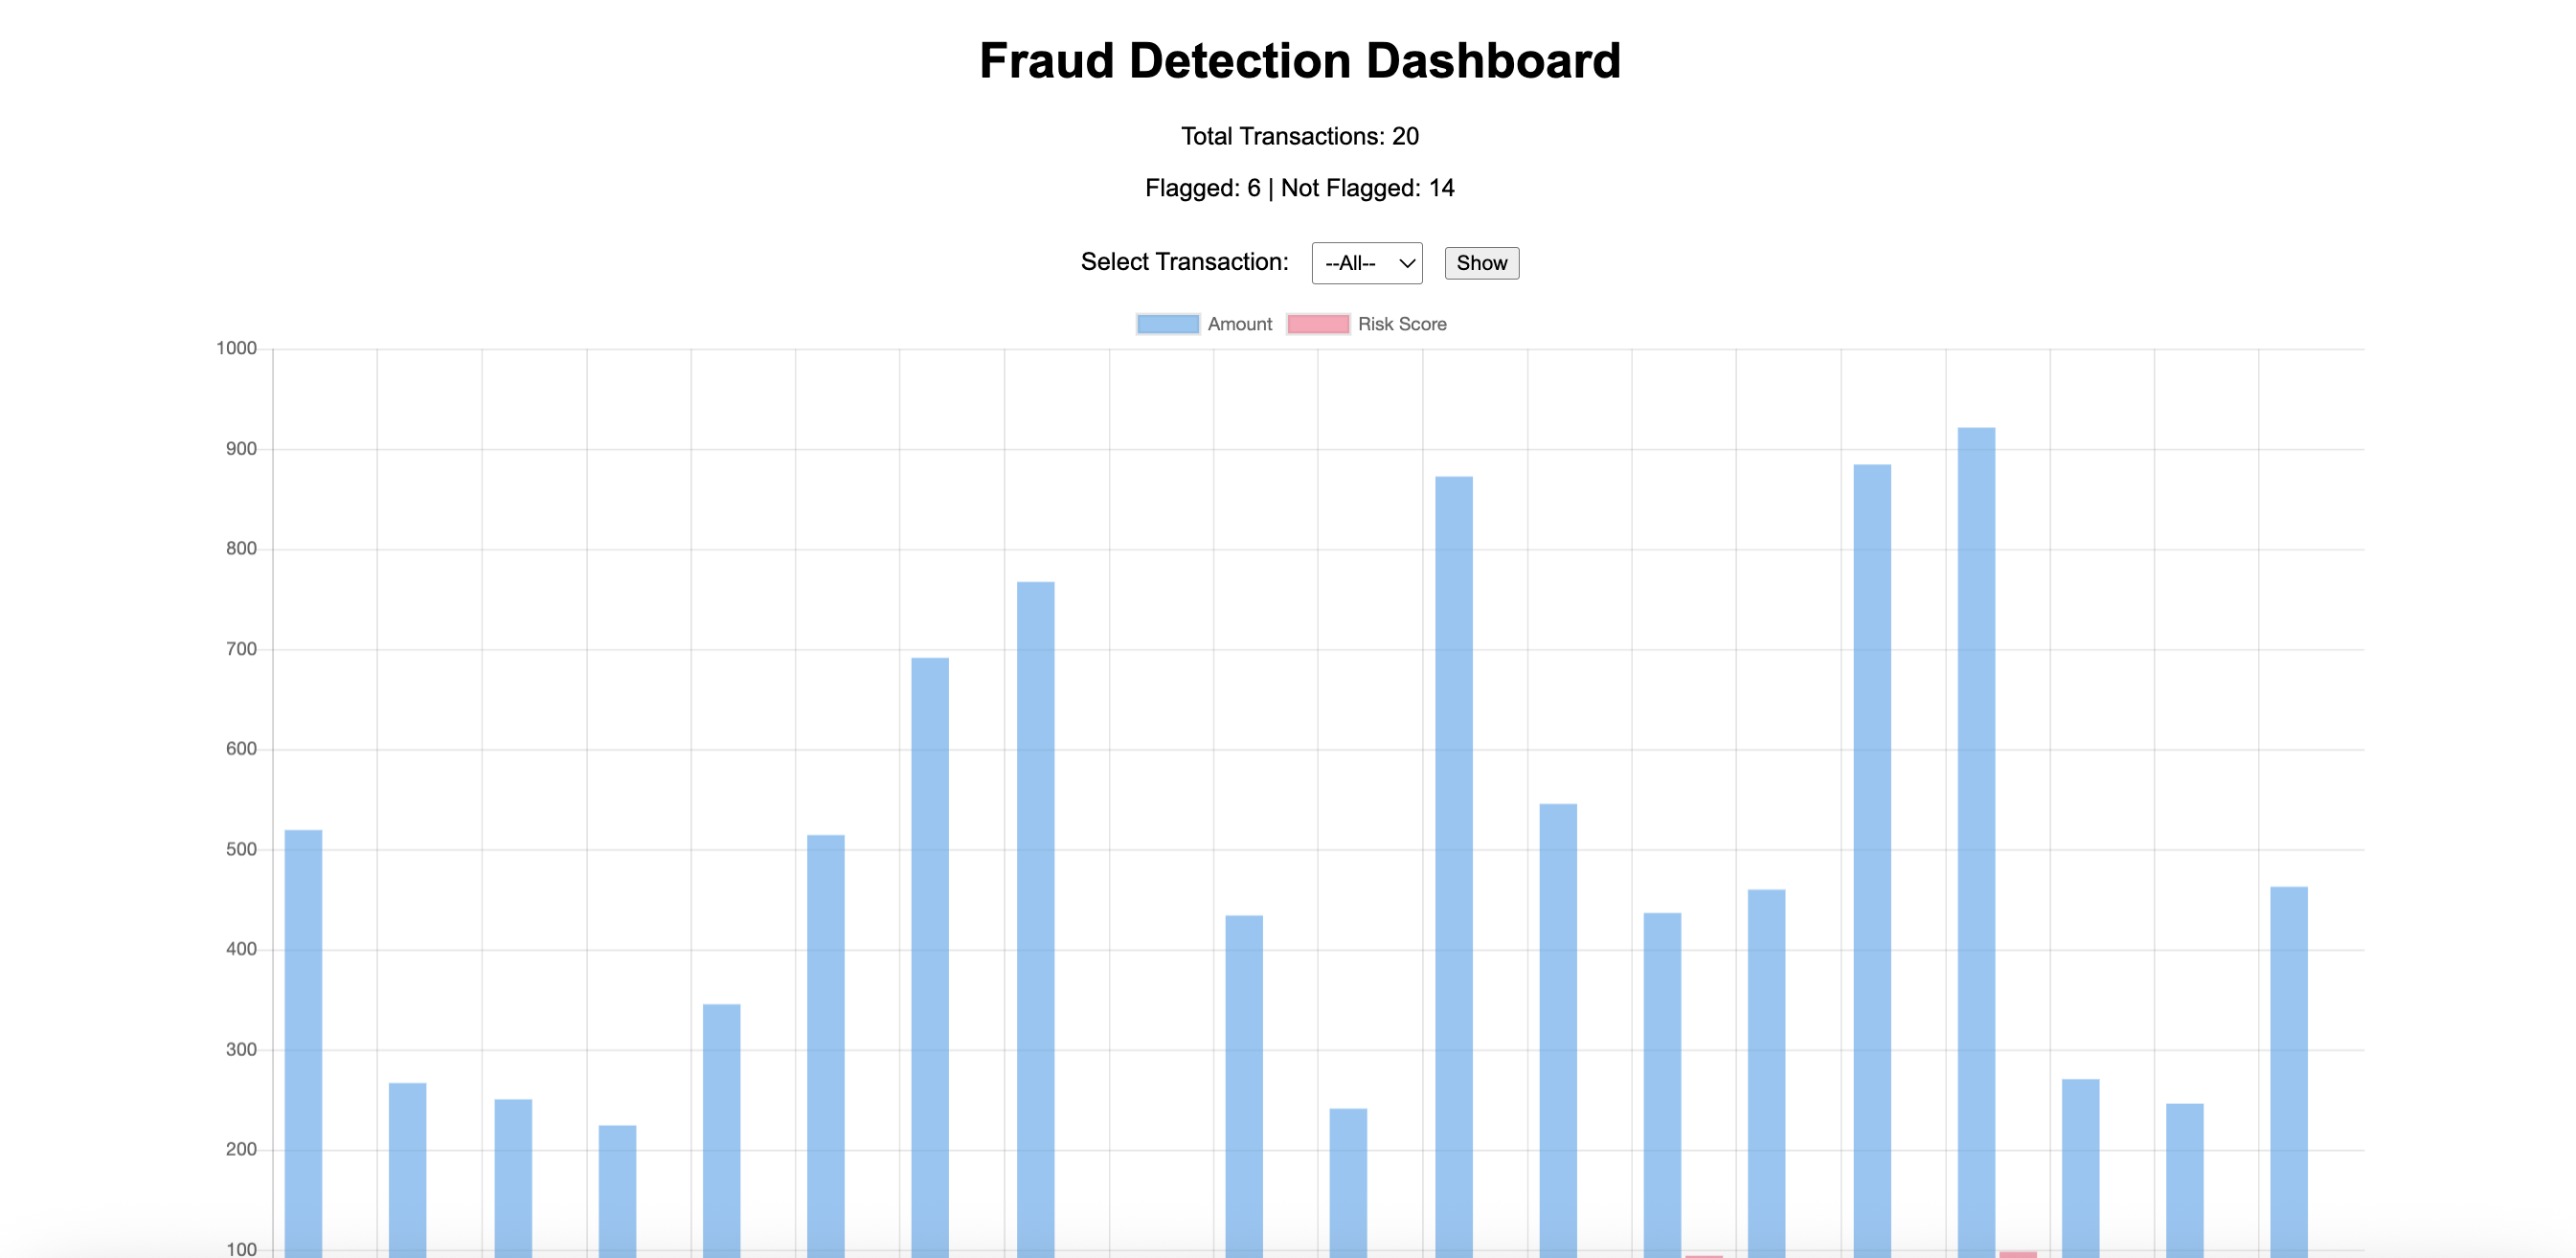 Fraud Detection Dashboard
Total Transactions: 20
Flagged: 6 | Not Flagged: 14
Select Transaction: --All-- Show
Amount Risk Score
1000
900
800
700
600
500
400
300
200
100